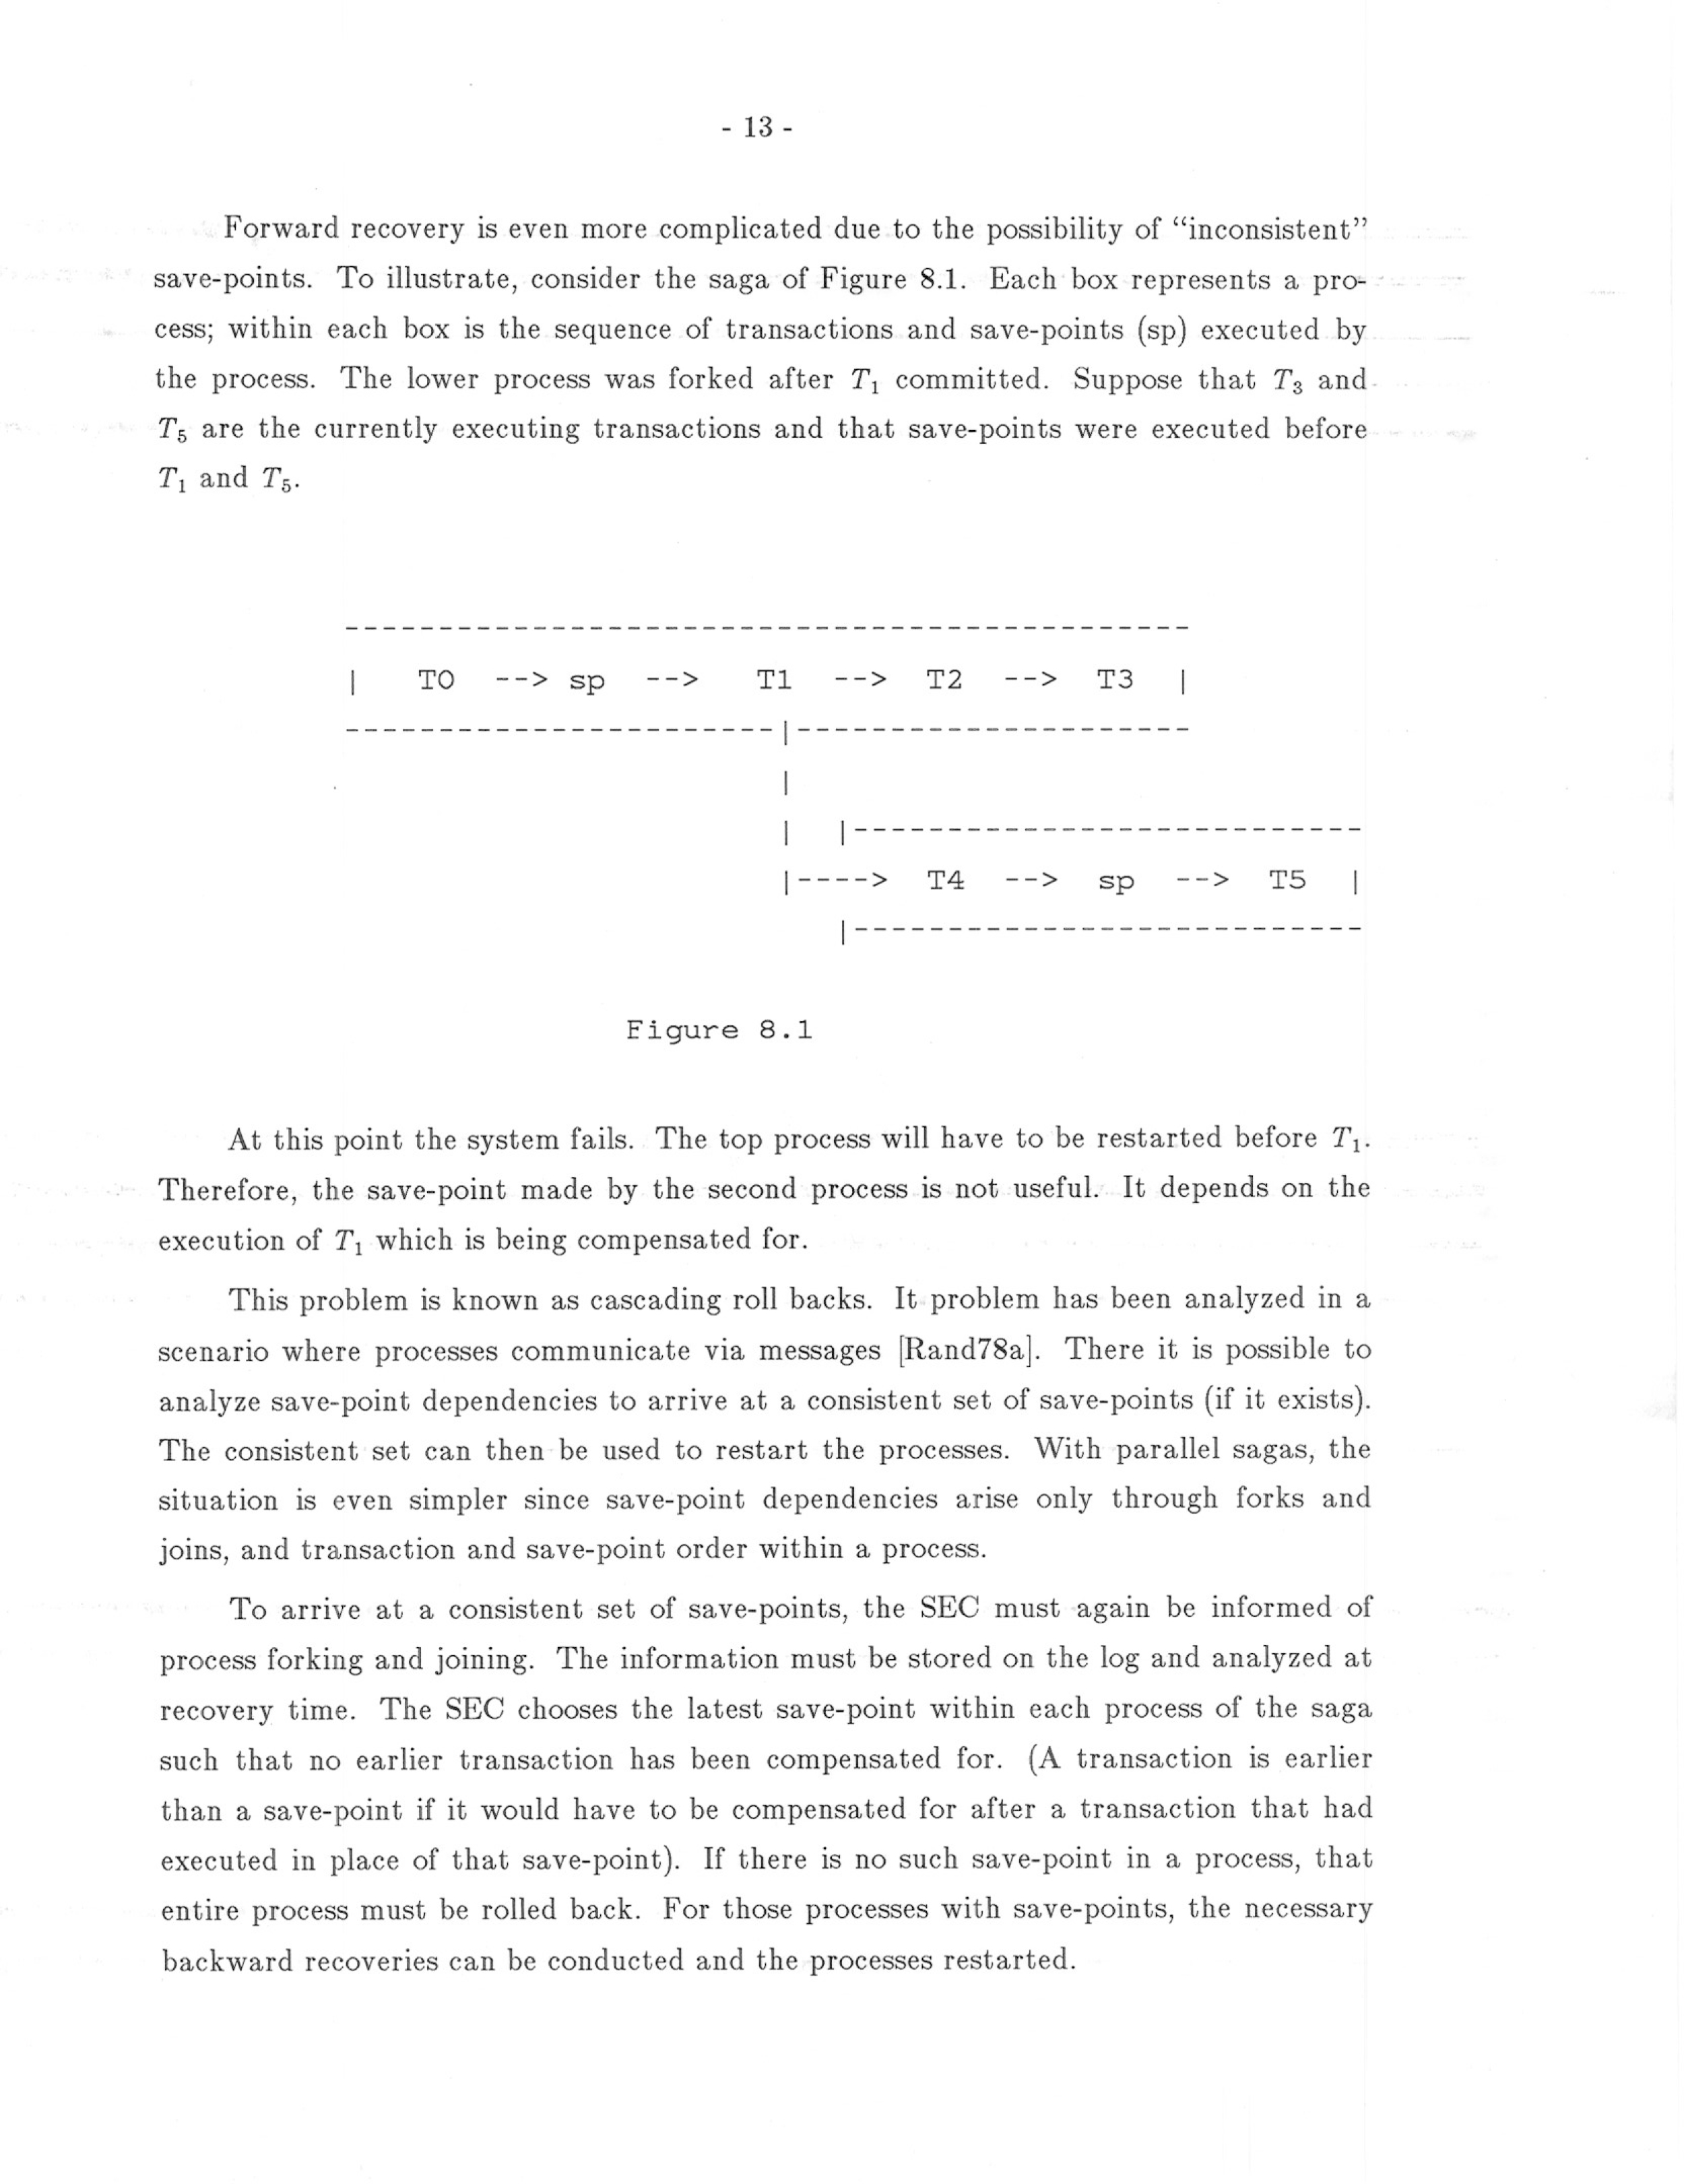 - 13 -
Forward recovery is even more complicated due to the possibility of “inconsistent”
save-points. To illustrate, consider the saga of Figure 8.1. Each box represents a pro-
cess; within each box is the sequence of transactions and save-points (sp) executed by
the process. The lower process was forked after T1 committed. Suppose that T3 and
T5 are the currently executing transactions and that save-points were executed before
T1 and T5.
----------------------------------------------
| T0 --> sp --> T1 --> T2 --> T3 |
-----------------------|---------------------
|
| |----------------------------
|----> T4 --> sp --> T5 |
|----------------------------
Figure 8.1
At this point the system fails. The top process will have to be restarted before T1.
Therefore, the save-point made by the second process is not useful. It depends on the
execution of T1 which is being compensated for.
This problem is known as cascading roll backs. It problem has been analyzed in a
scenario where processes communicate via messages [Rand78a]. There it is possible to
analyze save-point dependencies to arrive at a consistent set of save-points (if it exists).
The consistent set can then be used to restart the processes. With parallel sagas, the
situation is even simpler since save-point dependencies arise only through forks and
joins, and transaction and save-point order within a process.
To arrive at a consistent set of save-points, the SEC must again be informed of
process forking and joining. The information must be stored on the log and analyzed at
recovery time. The SEC chooses the latest save-point within each process of the saga
such that no earlier transaction has been compensated for. (A transaction is earlier
than a save-point if it would have to be compensated for after a transaction that had
executed in place of that save-point). If there is no such save-point in a process, that
entire process must be rolled back. For those processes with save-points, the necessary
backward recoveries can be conducted and the processes restarted.